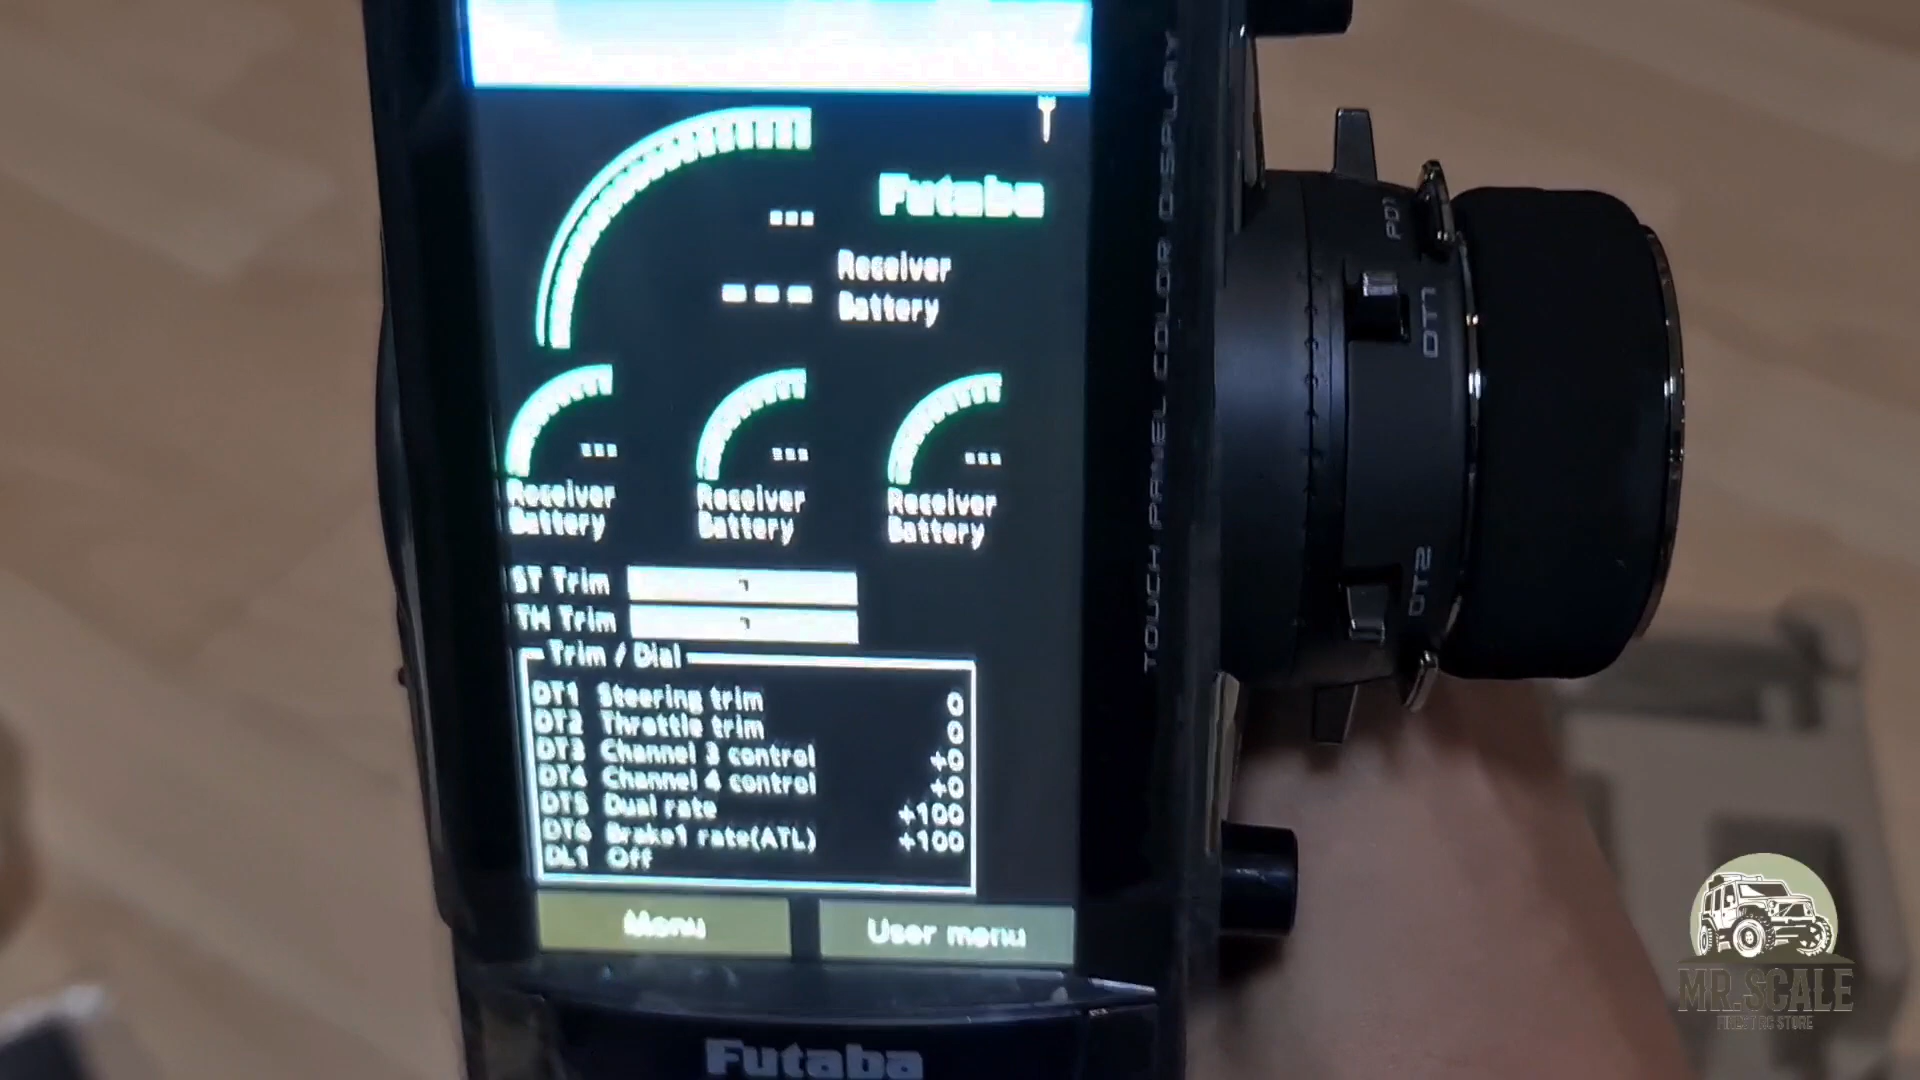 Futaba
---
Receiver
Battery
---
---
Receiver
Battery
---
Receiver
Battery
---
Receiver
Battery
ST Trim
TH Trim
Trim / Dial
DT1 Steering trim 0
DT2 Throttle trim 0
DT3 Channel 3 control +0
DT4 Channel 4 control +0
DT5 Dual rate +100
DT6 Brake1 rate(ATL) +100
DL1 Off
Menu
User menu
Futaba
TOUCH PANEL COLOR DISPLAY
PD1
DT1
DT2
MR.SCALE
FINEST RC STORE